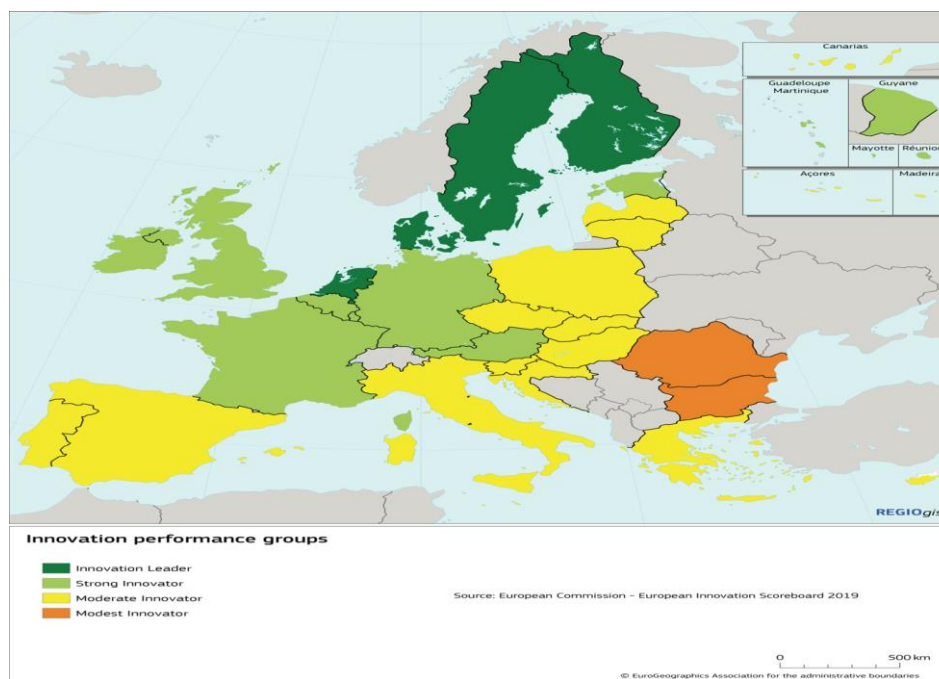 Canarias
Guadeloupe
Martinique
Guyane
Mayotte
Réunion
Açores
Madeira
REGIOgis
Innovation performance groups
Innovation Leader
Strong Innovator
Moderate Innovator
Modest Innovator
Source: European Commission - European Innovation Scoreboard 2019
0 500 km
© EuroGeographics Association for the administrative boundaries